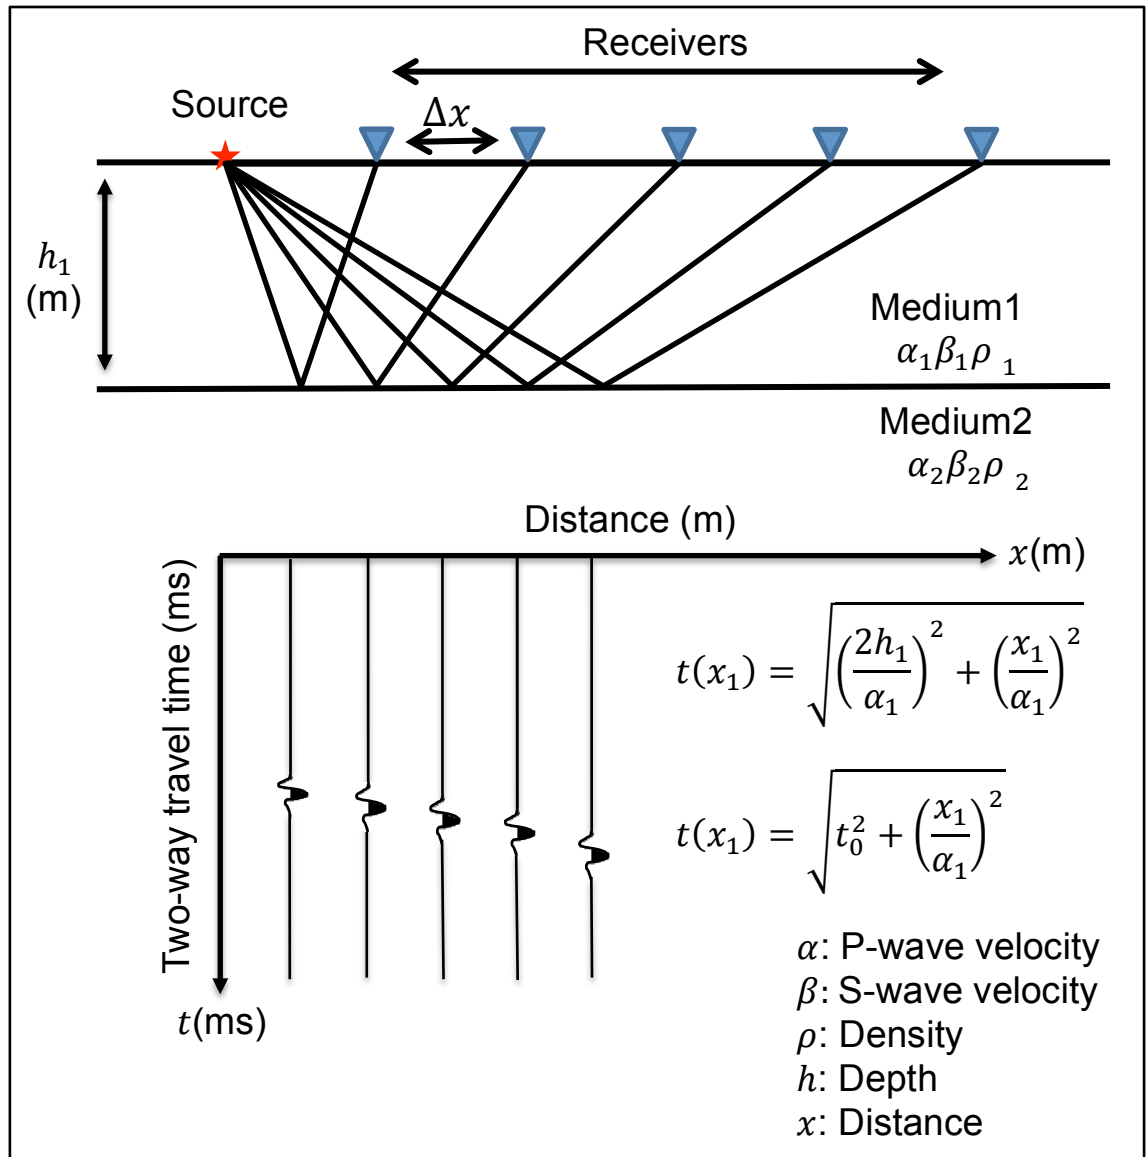 Receivers
Source
Δx
h₁
(m)
Medium1
α₁β₁ρ ₁
Medium2
α₂β₂ρ ₂
Distance (m)
x(m)
Two-way travel time (ms)
t(ms)
t(x₁) = √((2h₁/α₁)² + (x₁/α₁)²)
t(x₁) = √(t₀² + (x₁/α₁)²)
α: P-wave velocity
β: S-wave velocity
ρ: Density
h: Depth
x: Distance